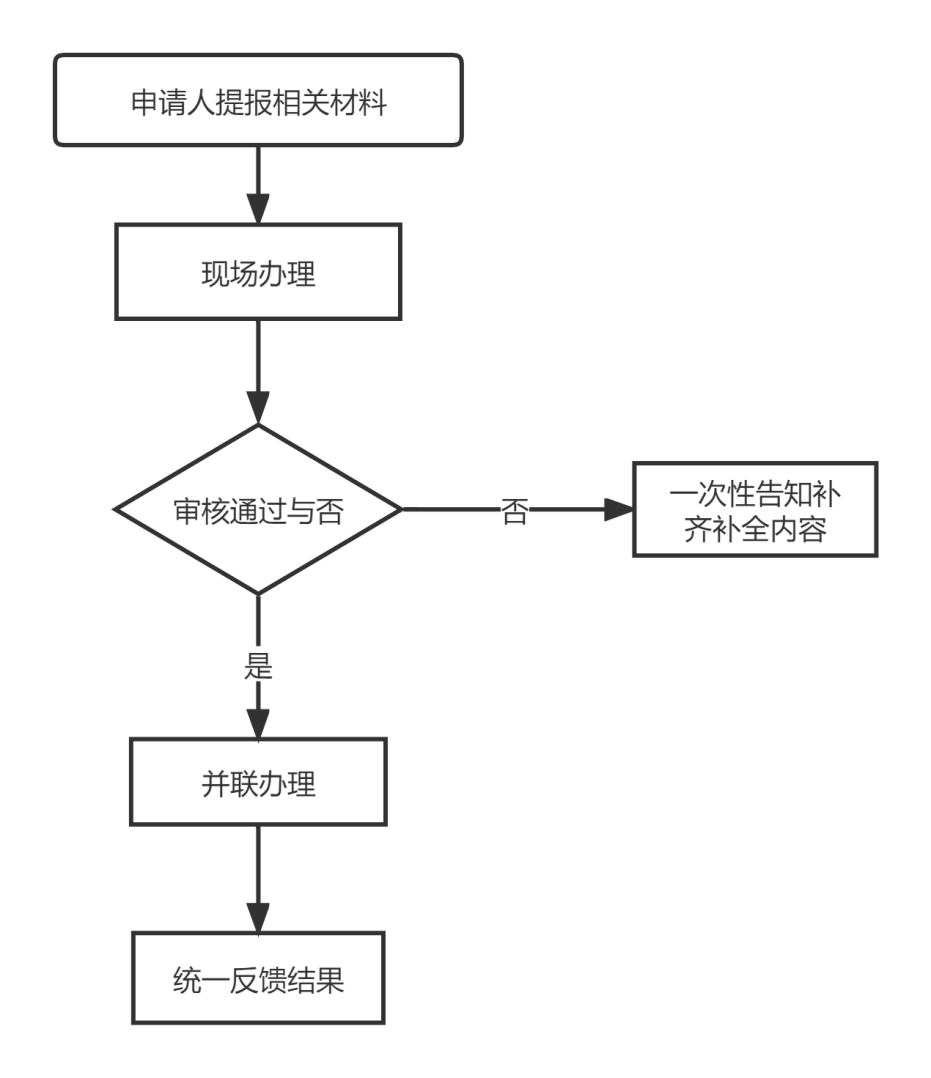 申请人提报相关材料
现场办理
审核通过与否
否
一次性告知补
齐补全内容
是
并联办理
统一反馈结果